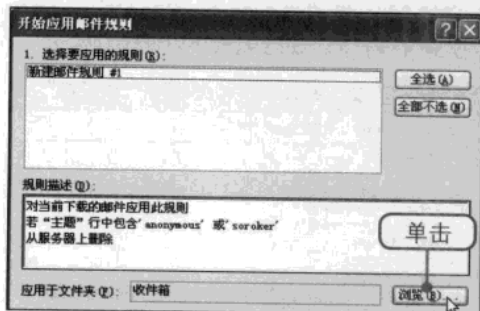 开始应用邮件规则
1. 选择要应用的规则(R):
新建邮件规则 #1
全选(A)
全部不选(N)
规则描述(D):
对当前下载的邮件应用此规则
若“主题”行中包含'anonymous' 或'soroker'
从服务器上删除
单击
应用于文件夹(F): 收件箱 浏览(B)...